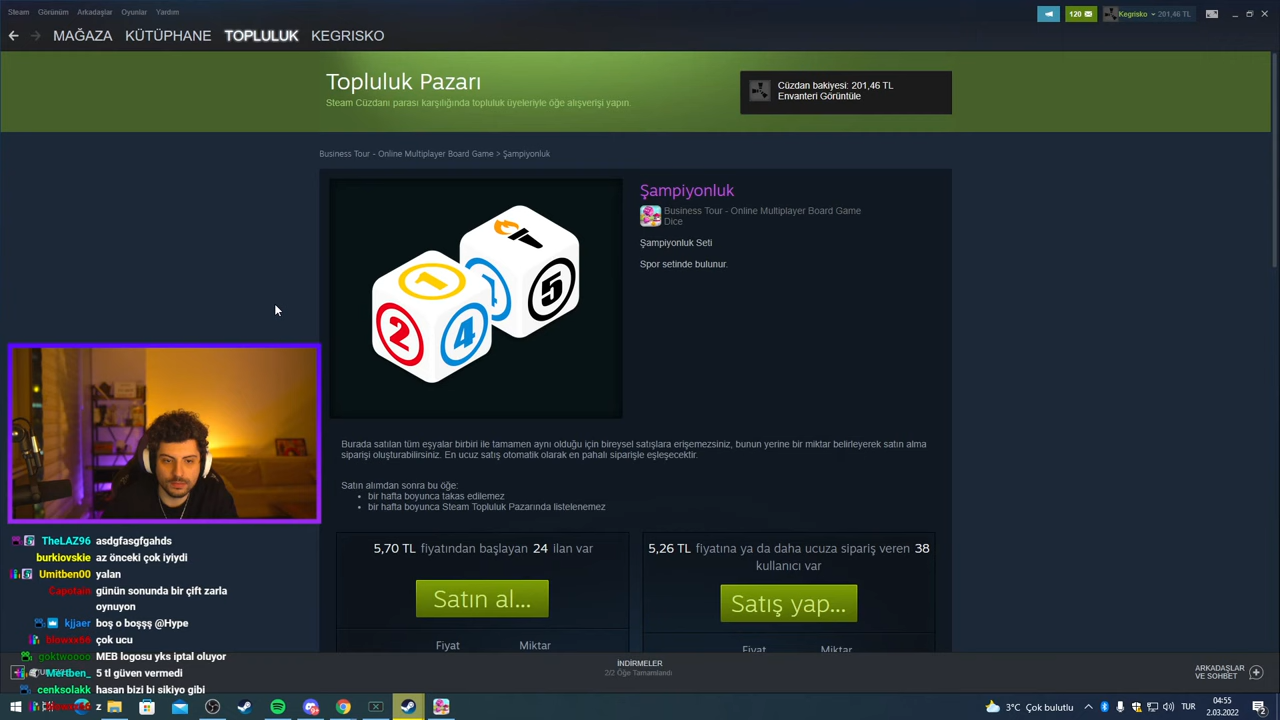 Steam Görünüm Arkadaşlar Oyunlar Yardım
120
Kegrisko
201,46 TL
MAĞAZA KÜTÜPHANE TOPLULUK KEGRISKO
Topluluk Pazarı
Steam Cüzdanı parası karşılığında topluluk üyeleriyle öğe alışverişi yapın.
Cüzdan bakiyesi: 201,46 TL
Envanteri Görüntüle
Business Tour - Online Multiplayer Board Game > Şampiyonluk
Şampiyonluk
Business Tour - Online Multiplayer Board Game
Dice
Şampiyonluk Seti
Spor setinde bulunur.
1 2 4 5
Burada satılan tüm eşyalar birbiri ile tamamen aynı olduğu için bireysel satışlara erişemezsiniz, bunun yerine bir miktar belirleyerek satın alma
siparişi oluşturabilirsiniz. En ucuz satış otomatik olarak en pahalı siparişle eşleşecektir.
Satın alımdan sonra bu öğe:
• bir hafta boyunca takas edilemez
• bir hafta boyunca Steam Topluluk Pazarında listelenemez
5,70 TL fiyatından başlayan 24 ilan var
Satın al...
Fiyat Miktar
5,26 TL fiyatına ya da daha ucuza sipariş veren 38
kullanıcı var
Satış yap...
Fiyat Miktar
TheLAZ96 asdgfasgfgahds
burkiovskie az önceki çok iyiydi
Umitben00 yalan
Capotain günün sonunda bir çift zarla
oynuyon
kjjaer boş o boşşş @Hype
blowxx66 çok ucu
goktwoooo MEB logosu yks iptal oluyor
Mertben_ 5 tl güven vermedi
cenksolakk hasan bizi bi sikiyo gibi
z
İNDİRMELER
2/2 Öğe Tamamlandı
ARKADAŞLAR
VE SOHBET
3°C Çok bulutlu
TUR
04:55
2.03.2022
2